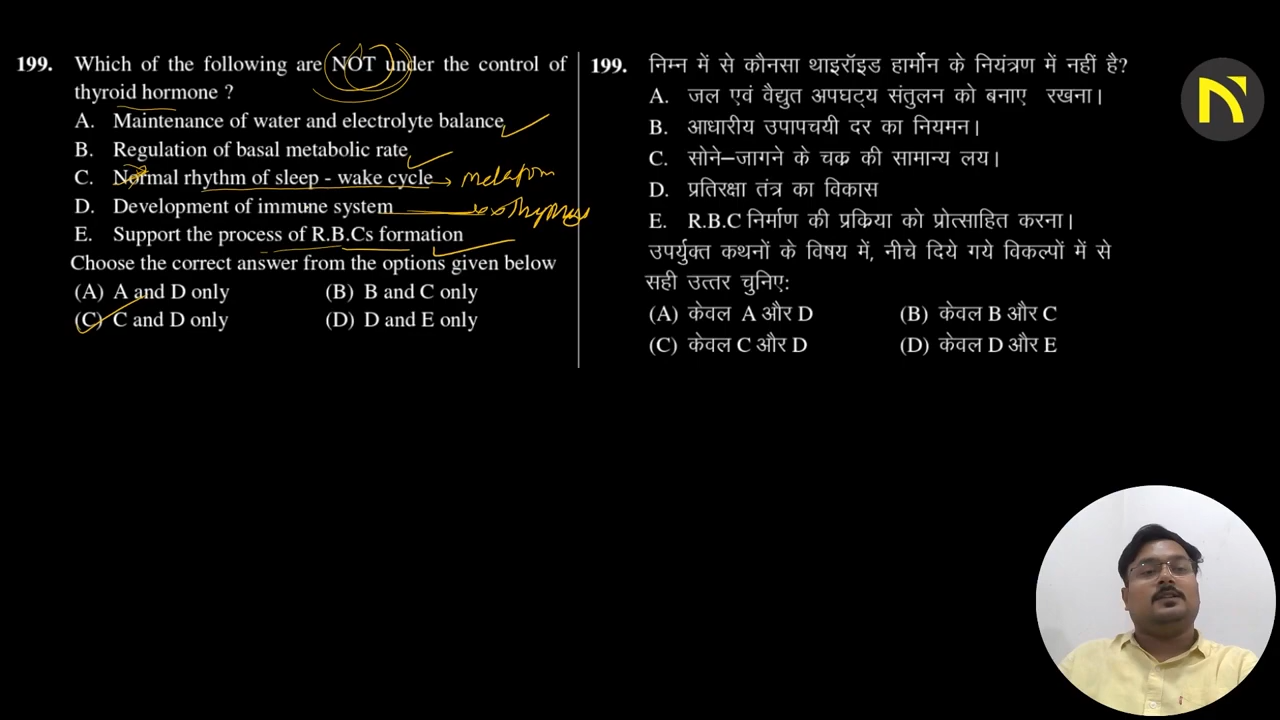 199. Which of the following are NOT under the control of
thyroid hormone ?
A. Maintenance of water and electrolyte balance
B. Regulation of basal metabolic rate
C. Normal rhythm of sleep - wake cycle
D. Development of immune system
E. Support the process of R.B.Cs formation
Choose the correct answer from the options given below
(A) A and D only
(B) B and C only
(C) C and D only
(D) D and E only
199. निम्न में से कौनसा थाइरॉइड हार्मोन के नियंत्रण में नहीं है?
A. जल एवं वैद्युत अपघट्य संतुलन को बनाए रखना।
B. आधारीय उपापचयी दर का नियमन।
C. सोने–जागने के चक्र की सामान्य लय।
D. प्रतिरक्षा तंत्र का विकास
E. R.B.C निर्माण की प्रक्रिया को प्रोत्साहित करना।
उपर्युक्त कथनों के विषय में, नीचे दिये गये विकल्पों में से
सही उत्तर चुनिए:
(A) केवल A और D
(B) केवल B और C
(C) केवल C और D
(D) केवल D और E